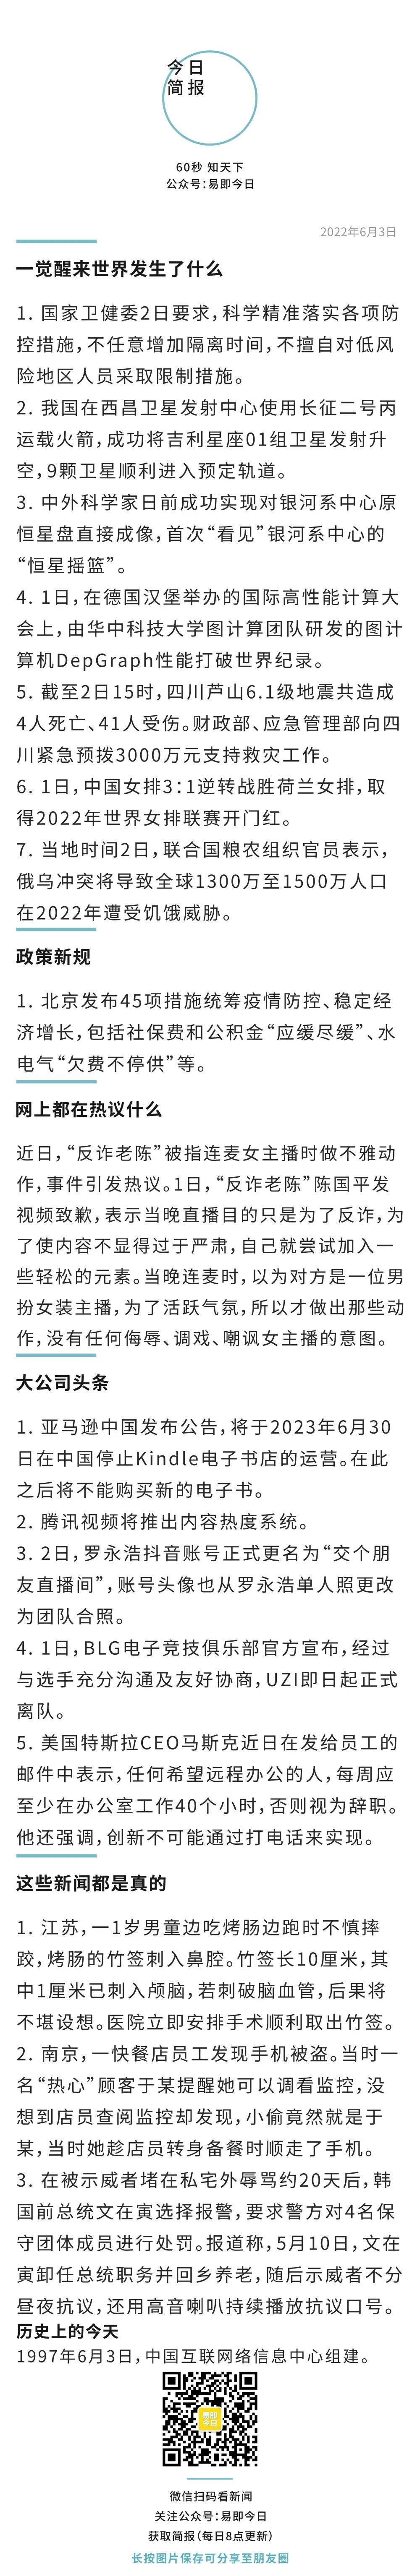 今日
简报
60秒 知天下
公众号：易即今日
2022年6月3日
一觉醒来世界发生了什么
1. 国家卫健委2日要求，科学精准落实各项防
控措施，不任意增加隔离时间，不擅自对低风
险地区人员采取限制措施。
2. 我国在西昌卫星发射中心使用长征二号丙
运载火箭，成功将吉利星座01组卫星发射升
空，9颗卫星顺利进入预定轨道。
3. 中外科学家日前成功实现对银河系中心原
恒星盘直接成像，首次“看见”银河系中心的
“恒星摇篮”。
4. 1日，在德国汉堡举办的国际高性能计算大
会上，由华中科技大学图计算团队研发的图计
算机DepGraph性能打破世界纪录。
5. 截至2日15时，四川芦山6.1级地震共造成
4人死亡、41人受伤。财政部、应急管理部向四
川紧急预拨3000万元支持救灾工作。
6. 1日，中国女排3：1逆转战胜荷兰女排，取
得2022年世界女排联赛开门红。
7. 当地时间2日，联合国粮农组织官员表示，
俄乌冲突将导致全球1300万至1500万人口
在2022年遭受饥饿威胁。
政策新规
1. 北京发布45项措施统筹疫情防控、稳定经
济增长，包括社保费和公积金“应缓尽缓”、水
电气“欠费不停供”等。
网上都在热议什么
近日，“反诈老陈”被指连麦女主播时做不雅动
作，事件引发热议。1日，“反诈老陈”陈国平发
视频致歉，表示当晚直播目的只是为了反诈，为
了使内容不显得过于严肃，自己就尝试加入一
些轻松的元素。当晚连麦时，以为对方是一位男
扮女装主播，为了活跃气氛，所以才做出那些动
作，没有任何侮辱、调戏、嘲讽女主播的意图。
大公司头条
1. 亚马逊中国发布公告，将于2023年6月30
日在中国停止Kindle电子书店的运营。在此
之后将不能购买新的电子书。
2. 腾讯视频将推出内容热度系统。
3. 2日，罗永浩抖音账号正式更名为“交个朋
友直播间”，账号头像也从罗永浩单人照更改
为团队合照。
4. 1日，BLG电子竞技俱乐部官方宣布，经过
与选手充分沟通及友好协商，UZI即日起正式
离队。
5. 美国特斯拉CEO马斯克近日在发给员工的
邮件中表示，任何希望远程办公的人，每周应
至少在办公室工作40个小时，否则视为辞职。
他还强调，创新不可能通过打电话来实现。
这些新闻都是真的
1. 江苏，一1岁男童边吃烤肠边跑时不慎摔
跤，烤肠的竹签刺入鼻腔。竹签长10厘米，其
中1厘米已刺入颅脑，若刺破脑血管，后果将
不堪设想。医院立即安排手术顺利取出竹签。
2. 南京，一快餐店员工发现手机被盗。当时一
名“热心”顾客于某提醒她可以调看监控，没
想到店员查阅监控却发现，小偷竟然就是于
某，当时她趁店员转身备餐时顺走了手机。
3. 在被示威者堵在私宅外辱骂约20天后，韩
国前总统文在寅选择报警，要求警方对4名保
守团体成员进行处罚。报道称，5月10日，文在
寅卸任总统职务并回乡养老，随后示威者不分
昼夜抗议，还用高音喇叭持续播放抗议口号。
历史上的今天
1997年6月3日，中国互联网络信息中心组建。
易即
今日
微信扫码看新闻
关注公众号：易即今日
获取简报（每日8点更新）
长按图片保存可分享至朋友圈